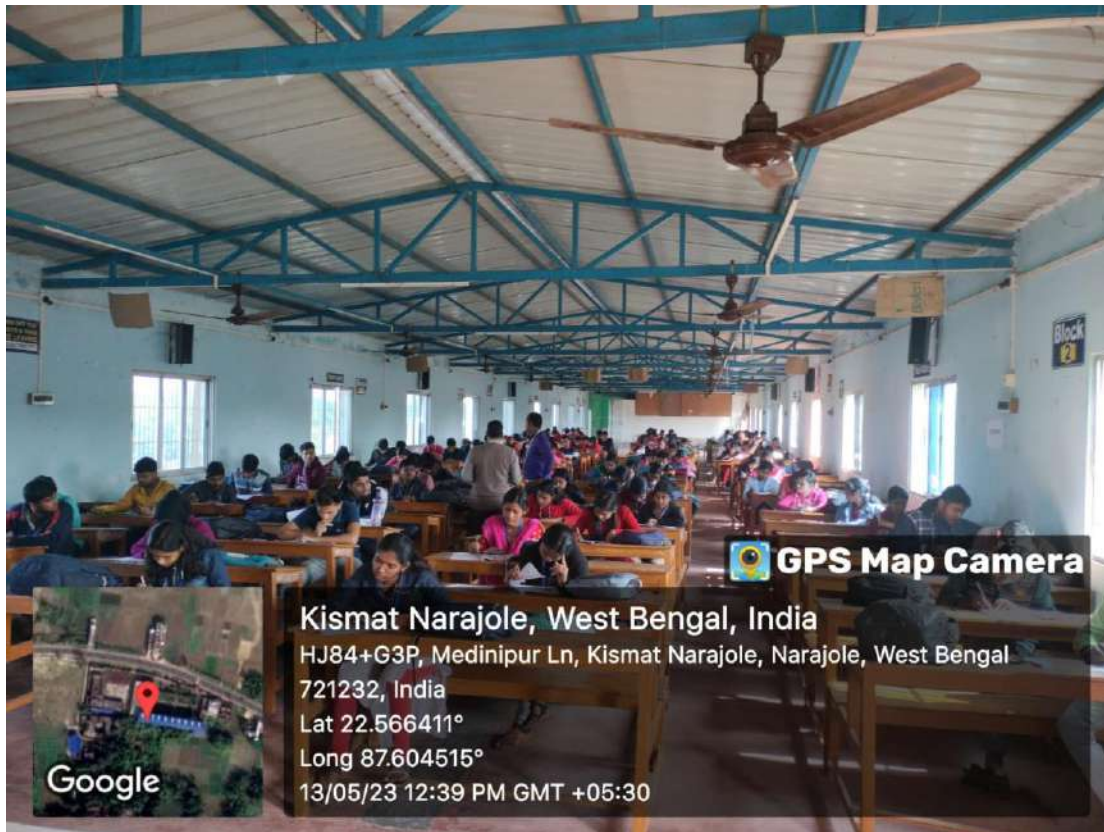 Block
2
GPS Map Camera
Kismat Narajole, West Bengal, India
HJ84+G3P, Medinipur Ln, Kismat Narajole, Narajole, West Bengal
721232, India
Lat 22.566411°
Long 87.604515°
13/05/23 12:39 PM GMT +05:30
Google